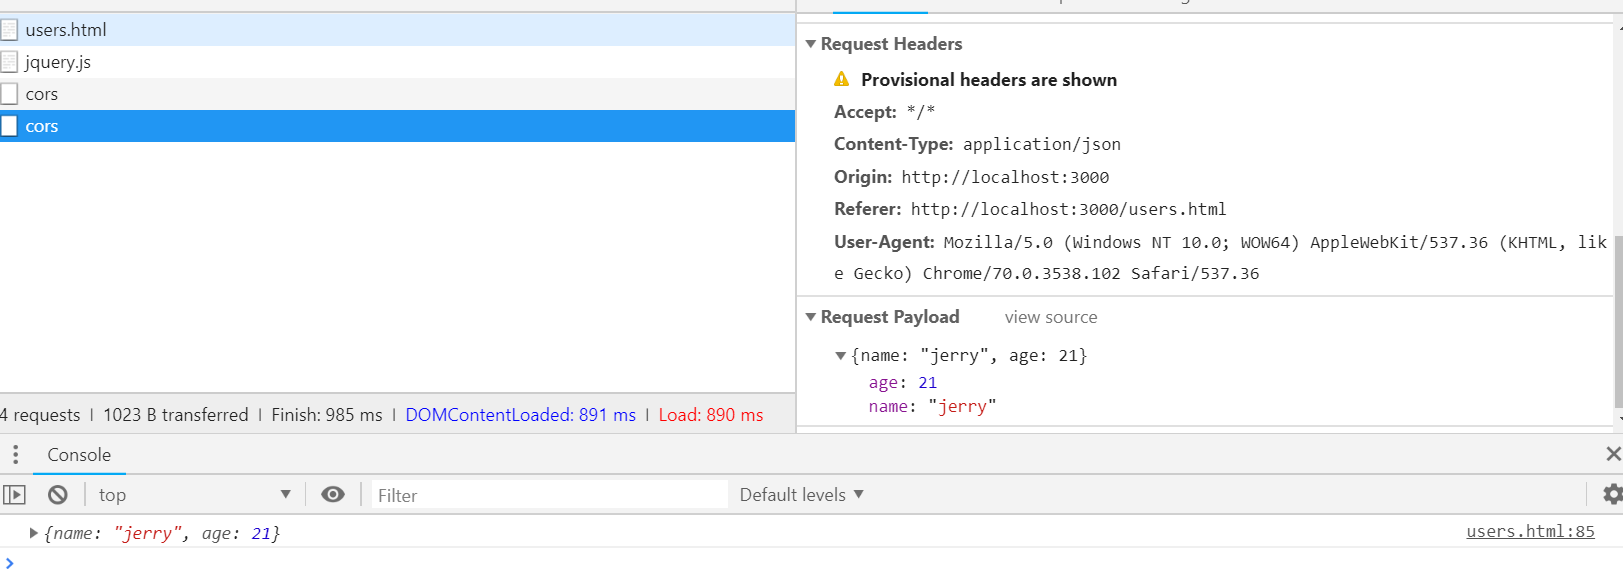 users.html
jquery.js
cors
cors
4 requests | 1023 B transferred | Finish: 985 ms | DOMContentLoaded: 891 ms | Load: 890 ms
Request Headers
Provisional headers are shown
Accept: */*
Content-Type: application/json
Origin: http://localhost:3000
Referer: http://localhost:3000/users.html
User-Agent: Mozilla/5.0 (Windows NT 10.0; WOW64) AppleWebKit/537.36 (KHTML, lik
e Gecko) Chrome/70.0.3538.102 Safari/537.36
Request Payload view source
{name: "jerry", age: 21}
age: 21
name: "jerry"
Console
top Filter Default levels
{name: "jerry", age: 21} users.html:85